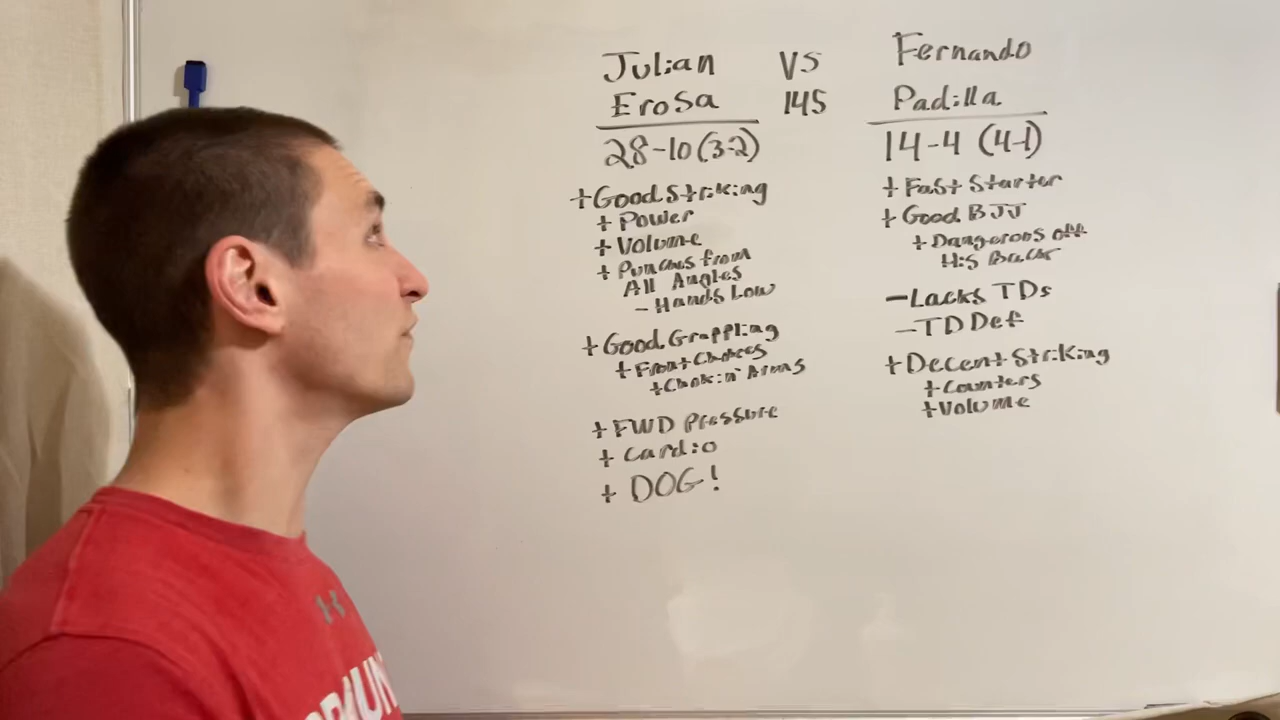 Julian VS Fernando
Erosa 145 Padilla
28-10 (3-2)
14-4 (4-1)
+ Good Striking
+ Power
+ Volume
+ Punches from
All Angles
- Hands Low
+ Good Grappling
+ Front Chokes
+ Chokin' Arms
+ FWD Pressure
+ Cardio
+ DOG!
+ Fast Starter
+ Good BJJ
+ Dangerous off
His Back
- Lacks TDs
- TD Def
+ Decent Striking
+ Counters
+ Volume